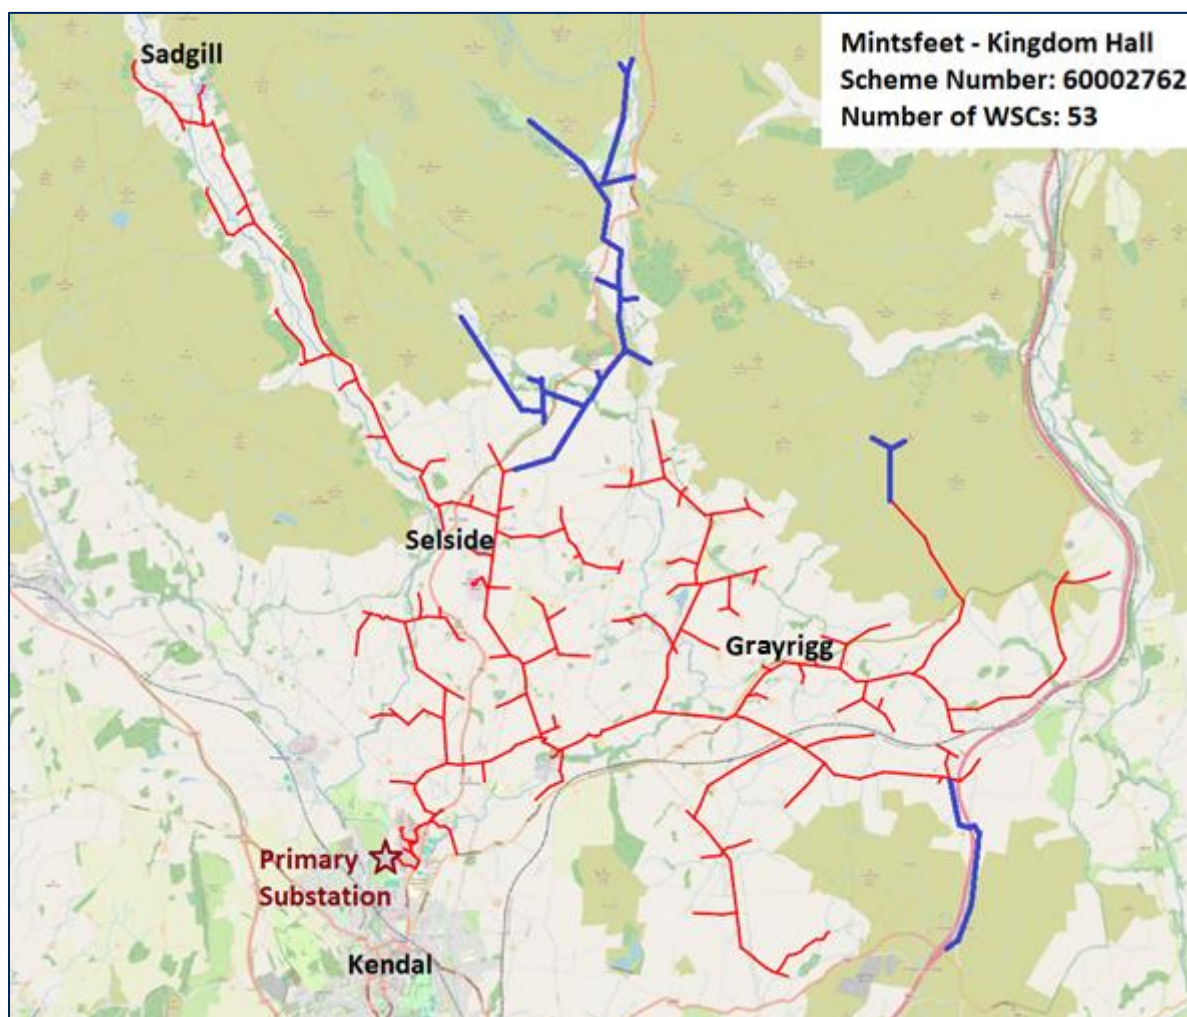 Mintsfeet - Kingdom Hall
Scheme Number: 60002762
Number of WSCs: 53
Sadgill
Selside
Grayrigg
Primary
Substation
Kendal